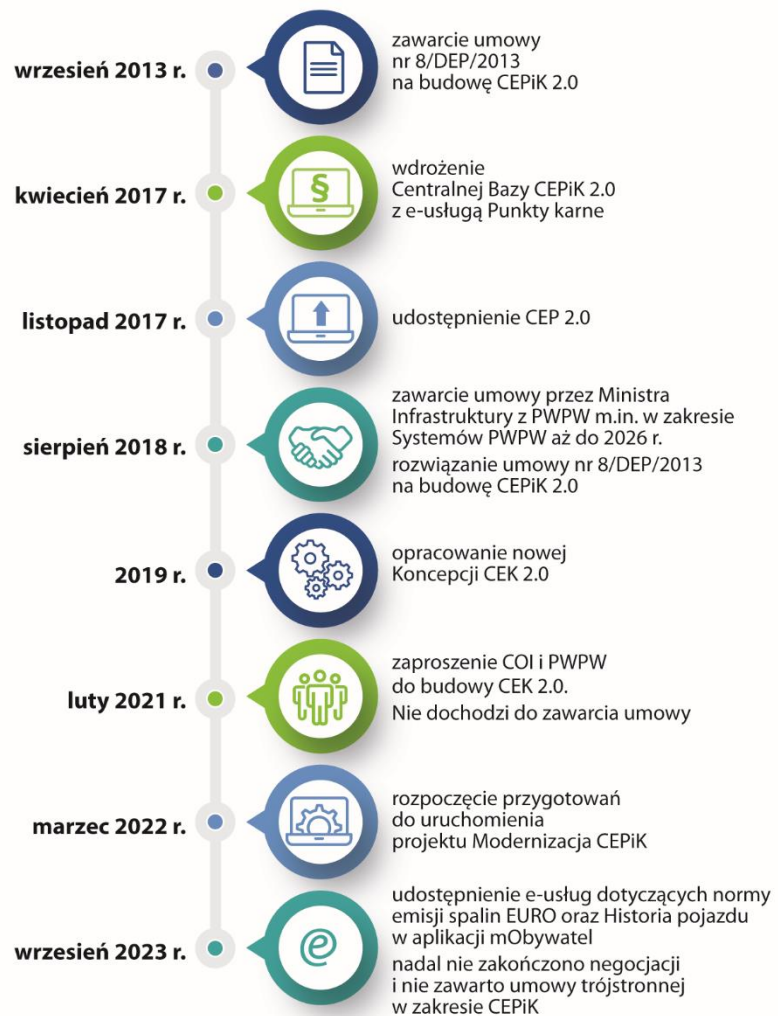 wrzesień 2013 r.
zawarcie umowy
nr 8/DEP/2013
na budowę CEPiK 2.0
kwiecień 2017 r.
§
wdrożenie
Centralnej Bazy CEPiK 2.0
z e-usługą Punkty karne
listopad 2017 r.
udostępnienie CEP 2.0
sierpień 2018 r.
zawarcie umowy przez Ministra
Infrastruktury z PWPW m.in. w zakresie
Systemów PWPW aż do 2026 r.
rozwiązanie umowy nr 8/DEP/2013
na budowę CEPiK 2.0
2019 r.
opracowanie nowej
Koncepcji CEK 2.0
luty 2021 r.
zaproszenie COI i PWPW
do budowy CEK 2.0.
Nie dochodzi do zawarcia umowy
marzec 2022 r.
rozpoczęcie przygotowań
do uruchomienia
projektu Modernizacja CEPiK
wrzesień 2023 r.
e
udostępnienie e-usług dotyczących normy
emisji spalin EURO oraz Historia pojazdu
w aplikacji mObywatel
nadal nie zakończono negocjacji
i nie zawarto umowy trójstronnej
w zakresie CEPiK